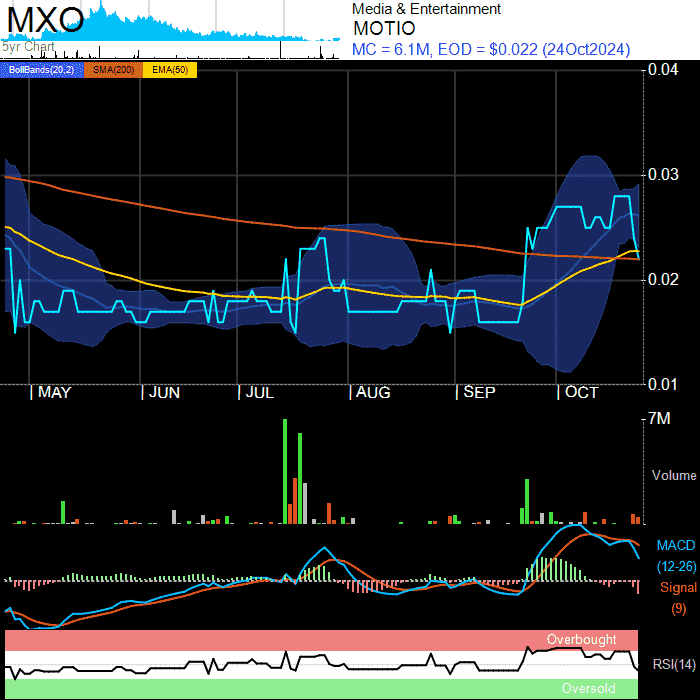 MXO
5yr Chart
Media & Entertainment
MOTIO
MC = 6.1M, EOD = $0.022 (24Oct2024)
BollBands(20,2) SMA(200) EMA(50)
0.04
0.03
0.02
0.01
MAY JUN JUL AUG SEP OCT
7M
Volume
MACD
(12-26)
Signal
(9)
Overbought
RSI(14)
Oversold